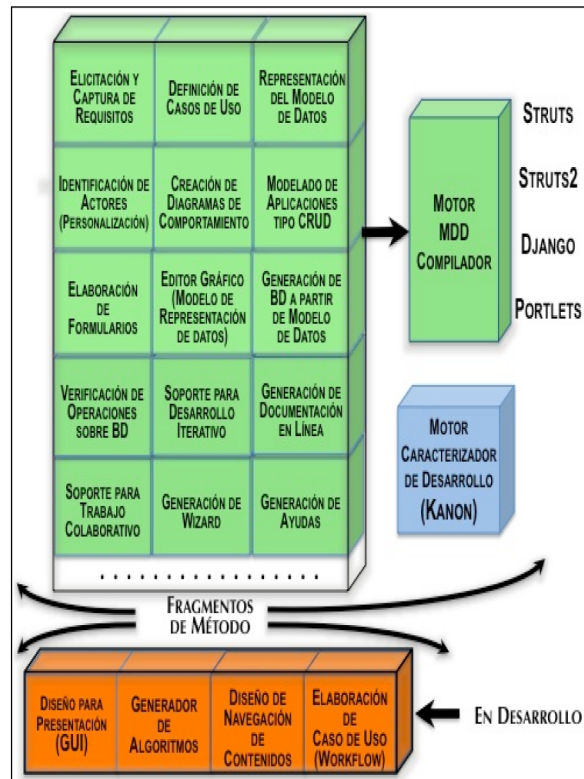 ELICITACIÓN Y
CAPTURA DE
REQUISITOS
DEFINICIÓN DE
CASOS DE USO
REPRESENTACIÓN
DEL MODELO
DE DATOS
IDENTIFICACIÓN DE
ACTORES
(PERSONALIZACIÓN)
CREACIÓN DE
DIAGRAMAS DE
COMPORTAMIENTO
MODELADO DE
APLICACIONES
TIPO CRUD
ELABORACIÓN
DE
FORMULARIOS
EDITOR GRÁFICO
(MODELO DE
REPRESENTACIÓN
DE DATOS)
GENERACIÓN DE
BD A PARTIR
DE MODELO
DE DATOS
VERIFICACIÓN DE
OPERACIONES
SOBRE BD
SOPORTE PARA
DESARROLLO
ITERATIVO
GENERACIÓN DE
DOCUMENTACIÓN
EN LÍNEA
SOPORTE PARA
TRABAJO
COLABORATIVO
GENERACIÓN DE
WIZARD
GENERACIÓN DE
AYUDAS
. . . . . . . . . . . . . . . . .
MOTOR
MDD
COMPILADOR
STRUTS
STRUTS2
DJANGO
PORTLETS
MOTOR
CARACTERIZADOR
DE DESARROLLO
(KANON)
FRAGMENTOS
DE MÉTODO
DISEÑO PARA
PRESENTACIÓN
(GUI)
GENERADOR
DE
ALGORITMOS
DISEÑO DE
NAVEGACIÓN
DE
CONTENIDOS
ELABORACIÓN
DE
CASO DE USO
(WORKFLOW)
EN DESARROLLO